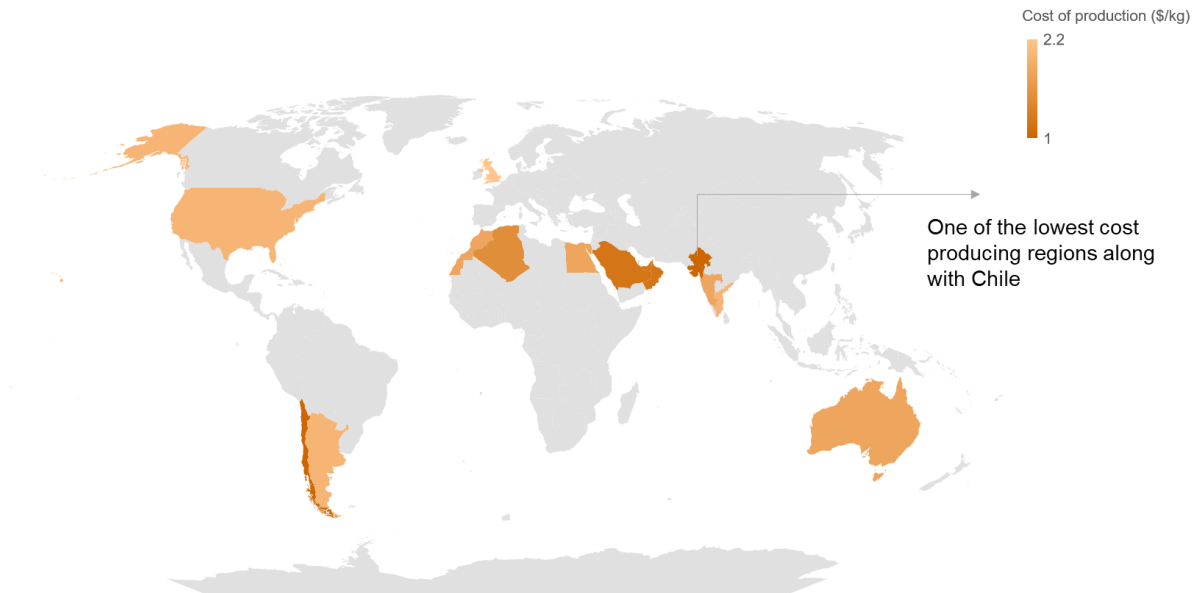 Cost of production ($/kg)
2.2
1
One of the lowest cost
producing regions along
with Chile